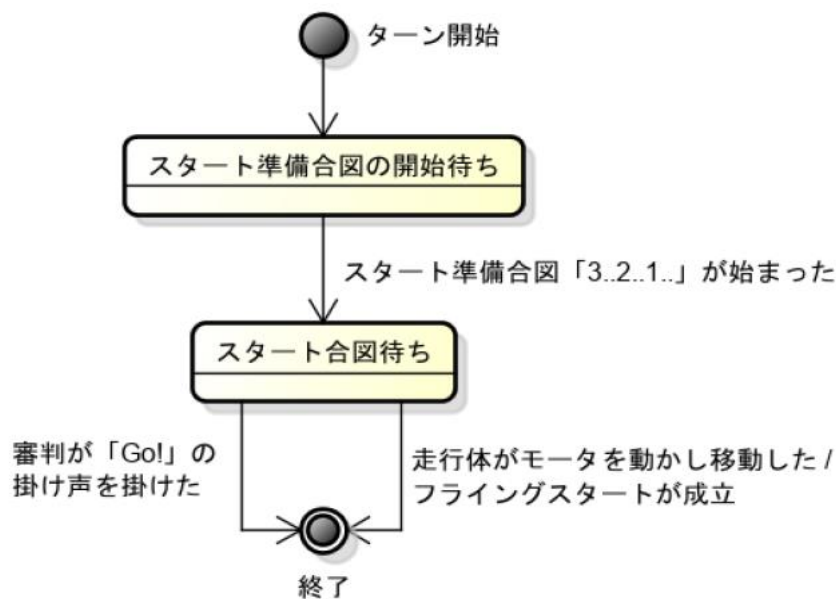 ターン開始
スタート準備合図の開始待ち
スタート準備合図「3..2..1..」が始まった
スタート合図待ち
審判が「Go!」の
掛け声を掛けた
走行体がモータを動かし移動した /
フライングスタートが成立
終了